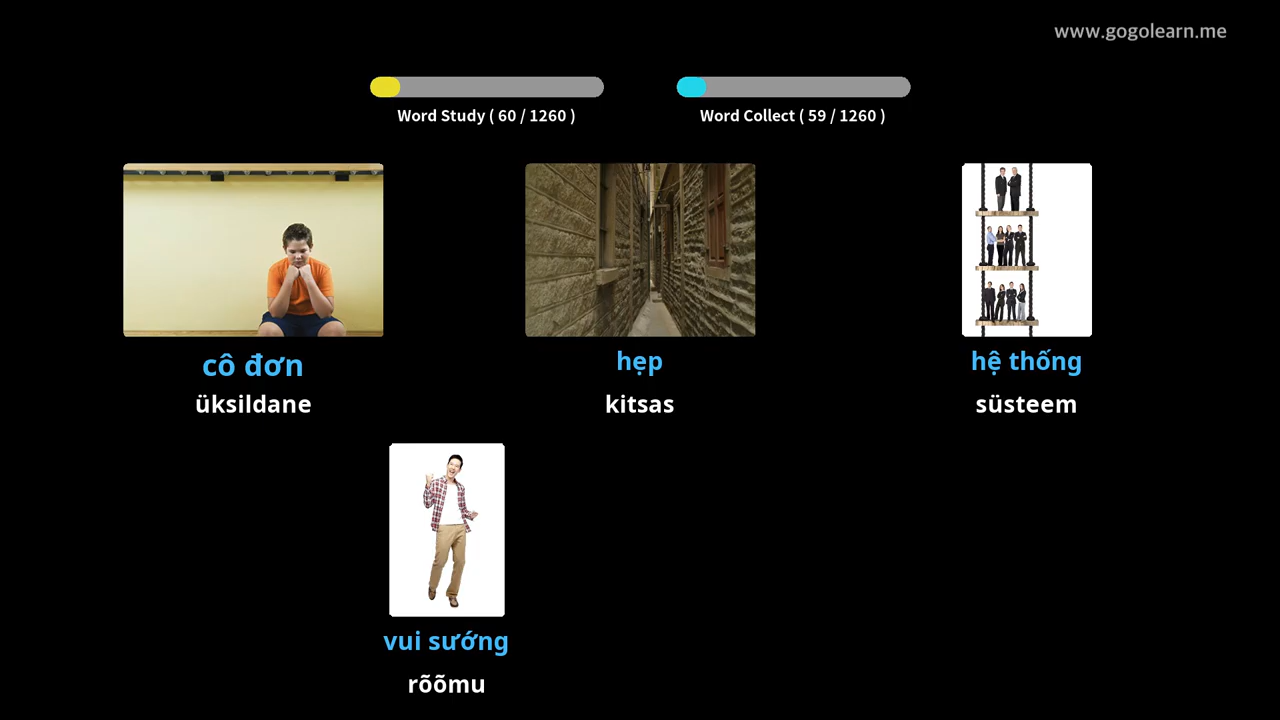 www.gogolearn.me
Word Study ( 60 / 1260 )
Word Collect ( 59 / 1260 )
cô đơn
üksildane
hẹp
kitsas
hệ thống
süsteem
vui sướng
rõõmu